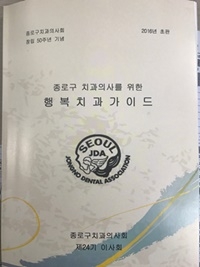 종로구치과의사회
창립 30주년 기념
2016년 초판
종로구 치과의사를 위한
행복치과가이드
SEOUL
JDA
JONGNO DENTAL ASSOCIATION
종로구치과의사회
제24기 이사회